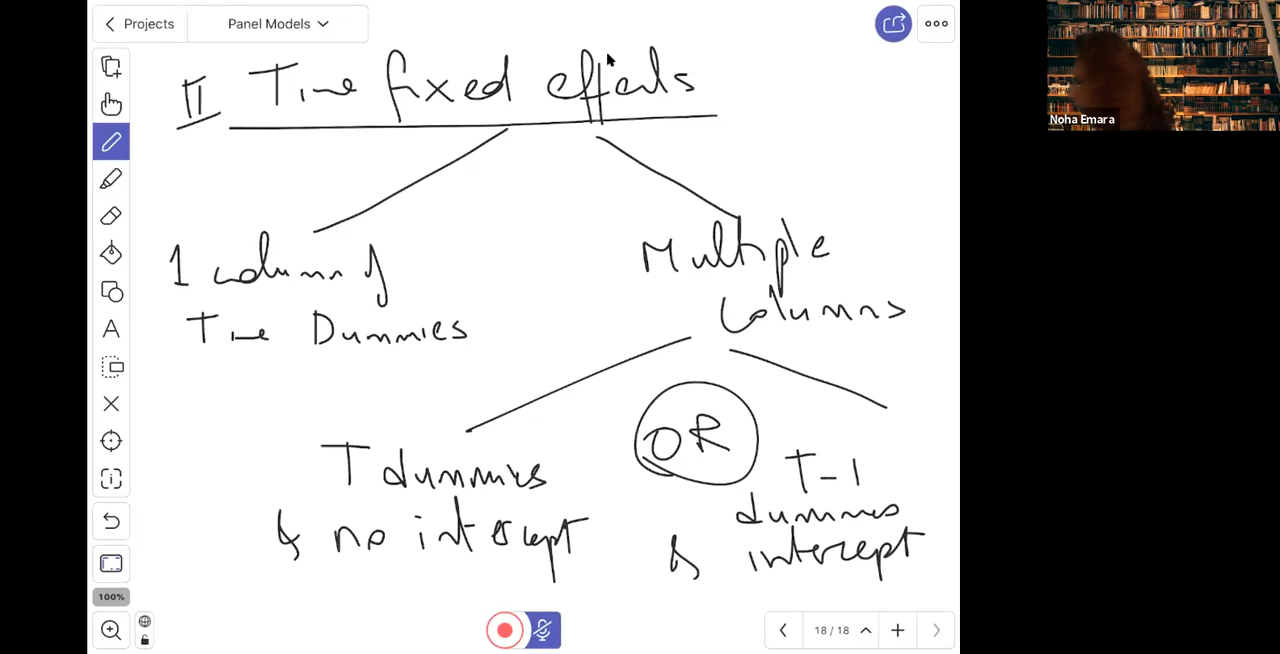 Projects
Panel Models
II Time fixed effects
1 column of
Time Dummies
Multiple
Columns
T dummies
& no intercept
OR
T-1
dummies
& intercept
A
100%
18 / 18
Noha Emara